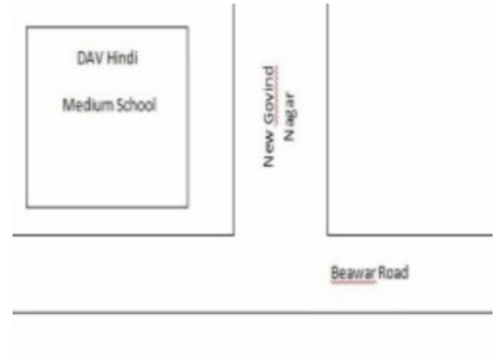 DAV Hindi
Medium School
New Govind
Nagar
Beawar Road